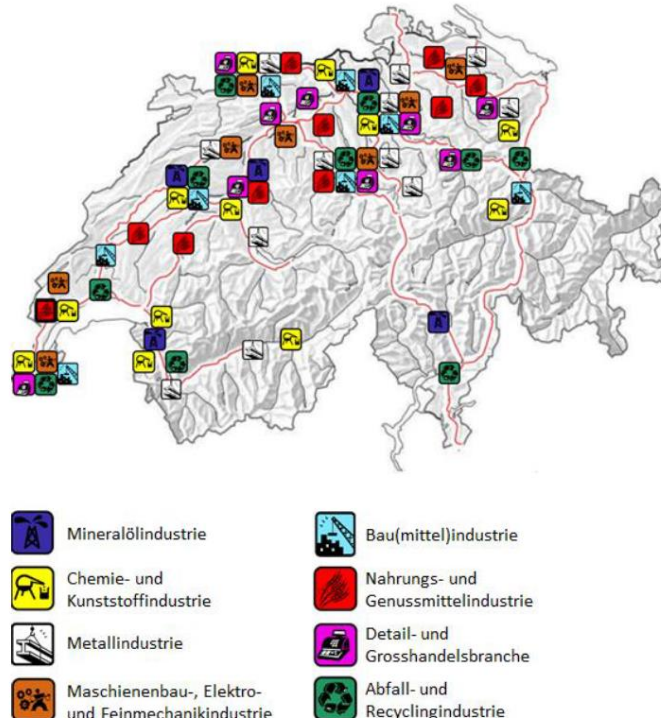 Mineralölindustrie
Bau(mittel)industrie
Chemie- und
Kunststoffindustrie
Nahrungs- und
Genussmittelindustrie
Metallindustrie
Detail- und
Grosshandelsbranche
Maschienenbau-, Elektro-
und Feinmechanikindustrie
Abfall- und
Recyclingindustrie